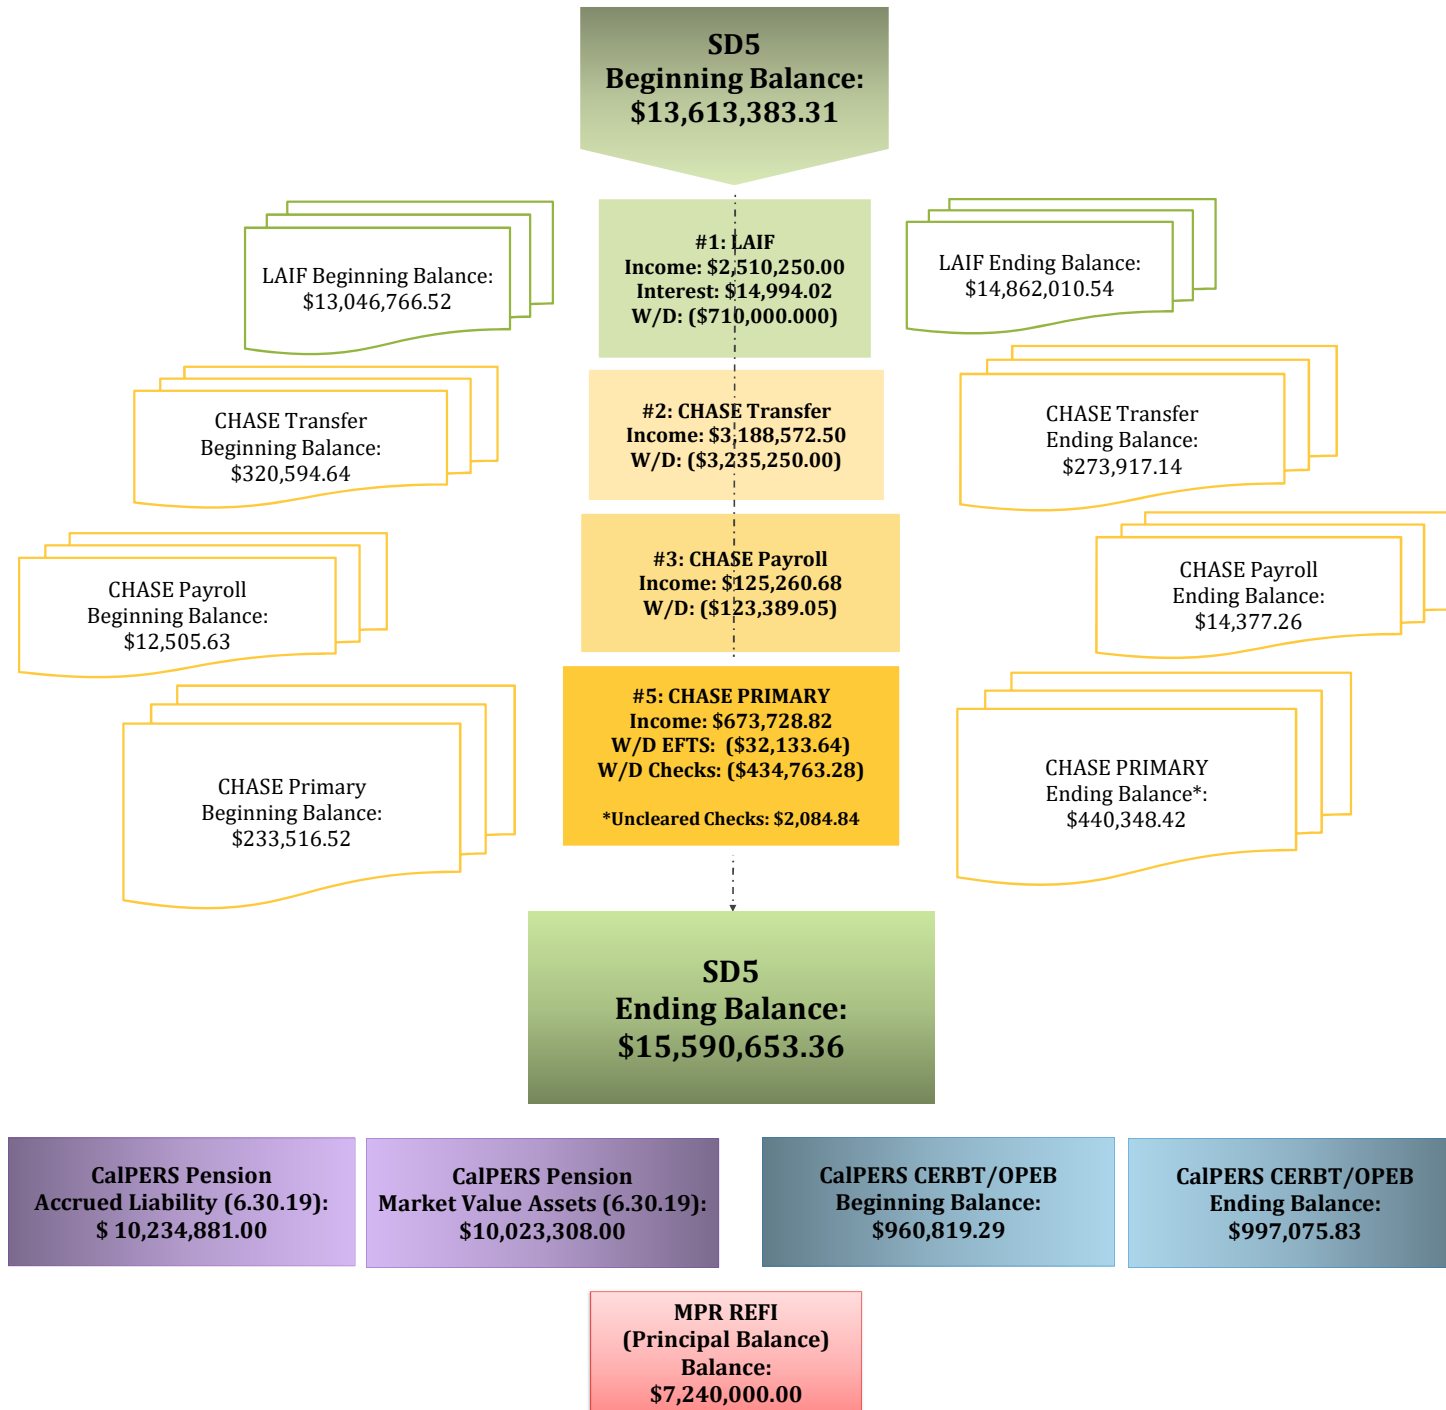 SD5
Beginning Balance:
$13,613,383.31
LAIF Beginning Balance:
$13,046,766.52
#1: LAIF
Income: $2,510,250.00
Interest: $14,994.02
W/D: ($710,000.000)
LAIF Ending Balance:
$14,862,010.54
CHASE Transfer
Beginning Balance:
$320,594.64
#2: CHASE Transfer
Income: $3,188,572.50
W/D: ($3,235,250.00)
CHASE Transfer
Ending Balance:
$273,917.14
CHASE Payroll
Beginning Balance:
$12,505.63
#3: CHASE Payroll
Income: $125,260.68
W/D: ($123,389.05)
CHASE Payroll
Ending Balance:
$14,377.26
CHASE Primary
Beginning Balance:
$233,516.52
#5: CHASE PRIMARY
Income: $673,728.82
W/D EFTS:  ($32,133.64)
W/D Checks: ($434,763.28)
*Uncleared Checks: $2,084.84
CHASE PRIMARY
Ending Balance*:
$440,348.42
SD5
Ending Balance:
$15,590,653.36
CalPERS Pension
Accrued Liability (6.30.19):
$ 10,234,881.00
CalPERS Pension
Market Value Assets (6.30.19):
$10,023,308.00
CalPERS CERBT/OPEB
Beginning Balance:
$960,819.29
CalPERS CERBT/OPEB
Ending Balance:
$997,075.83
MPR REFI
(Principal Balance)
Balance:
$7,240,000.00